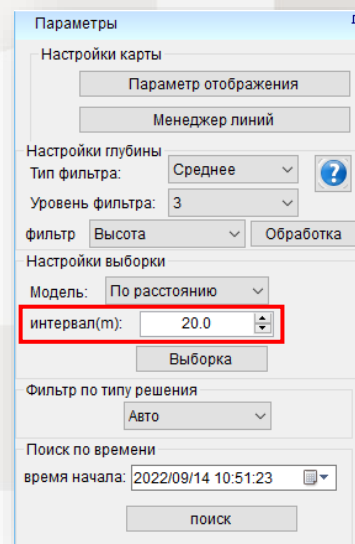 Параметры
Настройки карты
Параметр отображения
Менеджер линий
Настройки глубины
Тип фильтра: Среднее
Уровень фильтра: 3
фильтр Высота Обработка
Настройки выборки
Модель: По расстоянию
интервал(m): 20.0
Выборка
Фильтр по типу решения
Авто
Поиск по времени
время начала: 2022/09/14 10:51:23
поиск